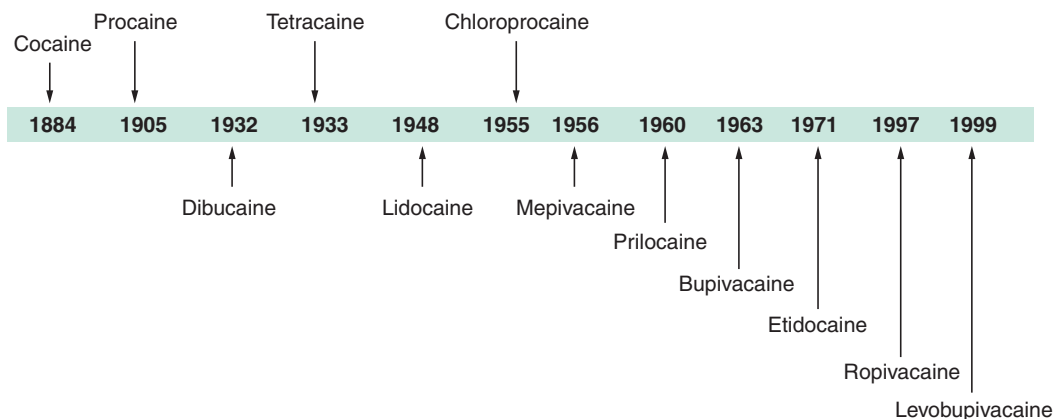 Procaine Tetracaine Chloroprocaine
Cocaine
1884 1905 1932 1933 1948 1955 1956 1960 1963 1971 1997 1999
Dibucaine Lidocaine Mepivacaine
Prilocaine
Bupivacaine
Etidocaine
Ropivacaine
Levobupivacaine